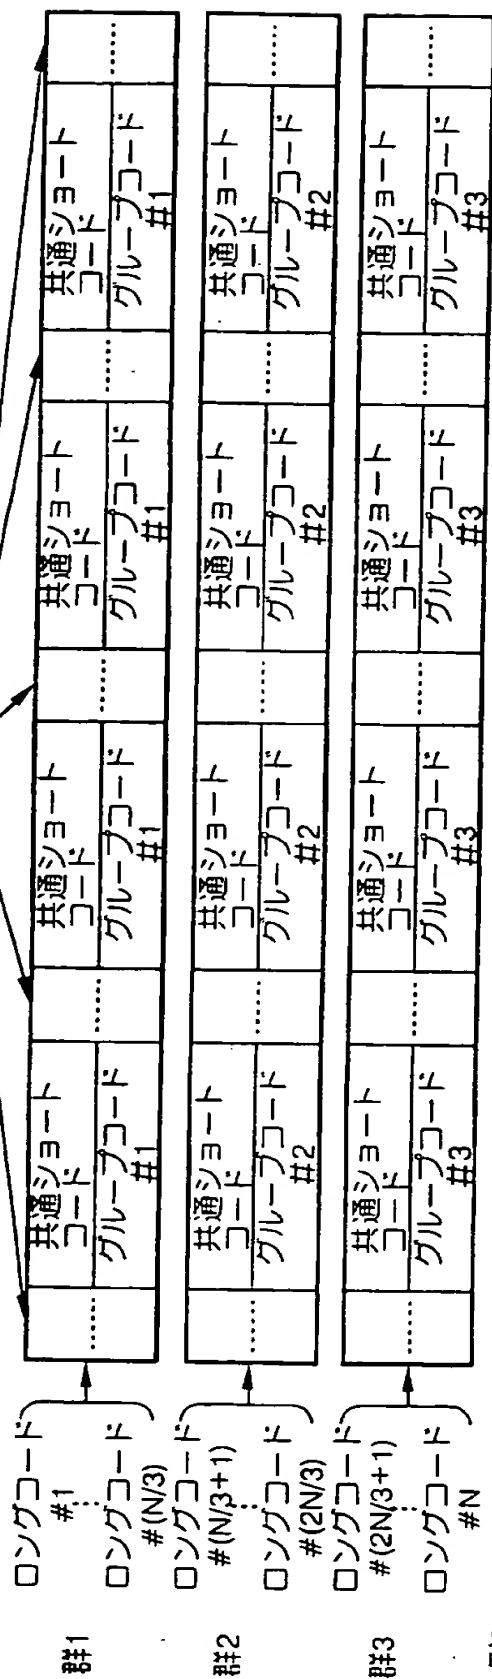 群1
ロングコード
#1
......
ロングコード
#(N/3)
......
共通ショート
コード
グループコード
#1
......
共通ショート
コード
グループコード
#1
......
共通ショート
コード
グループコード
#1
......
共通ショート
コード
グループコード
#1
......
群2
ロングコード
#(N/3+1)
......
ロングコード
#(2N/3)
......
共通ショート
コード
グループコード
#2
......
共通ショート
コード
グループコード
#2
......
共通ショート
コード
グループコード
#2
......
共通ショート
コード
グループコード
#2
......
群3
ロングコード
#(2N/3+1)
......
ロングコード
#N
......
共通ショート
コード
グループコード
#3
......
共通ショート
コード
グループコード
#3
......
共通ショート
コード
グループコード
#3
......
共通ショート
コード
グループコード
#3
......